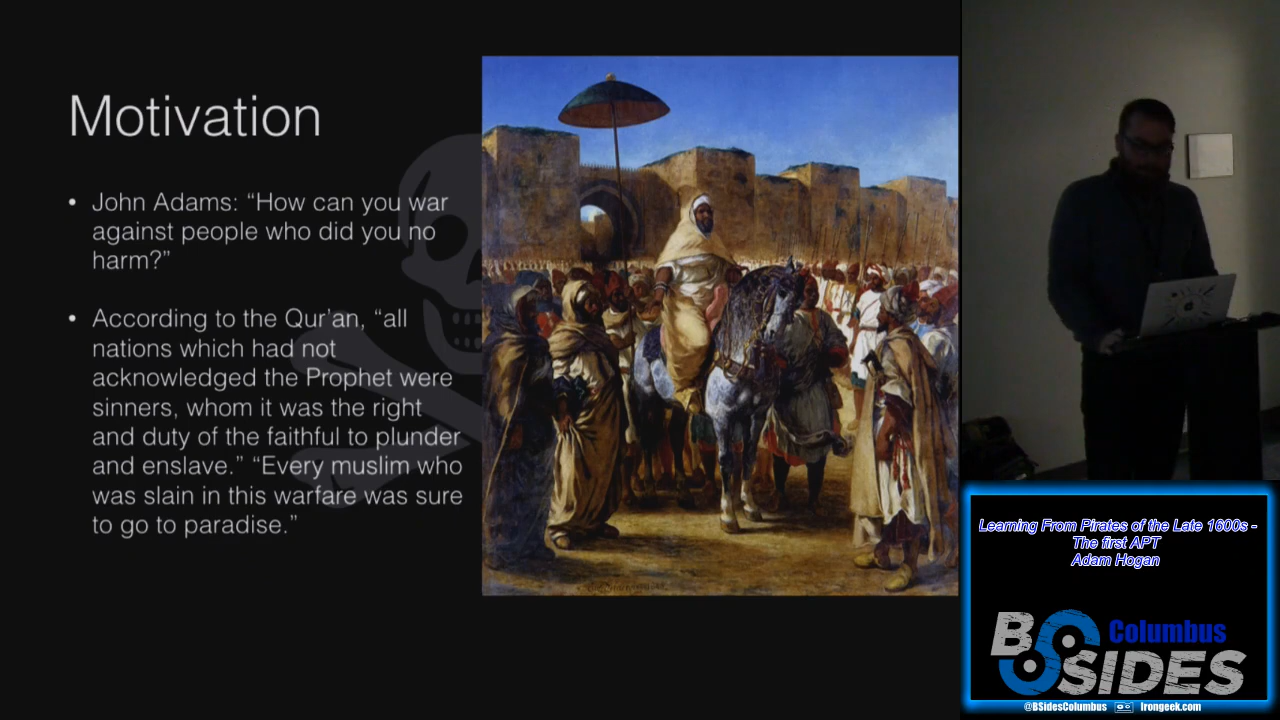 Motivation
• John Adams: “How can you war
against people who did you no
harm?”
• According to the Qur’an, “all
nations which had not
acknowledged the Prophet were
sinners, whom it was the right
and duty of the faithful to plunder
and enslave.” “Every muslim who
was slain in this warfare was sure
to go to paradise.”
Learning From Pirates of the Late 1600s -
The first APT
Adam Hogan
BSIDES
Columbus
@BSidesColumbus Irongeek.com